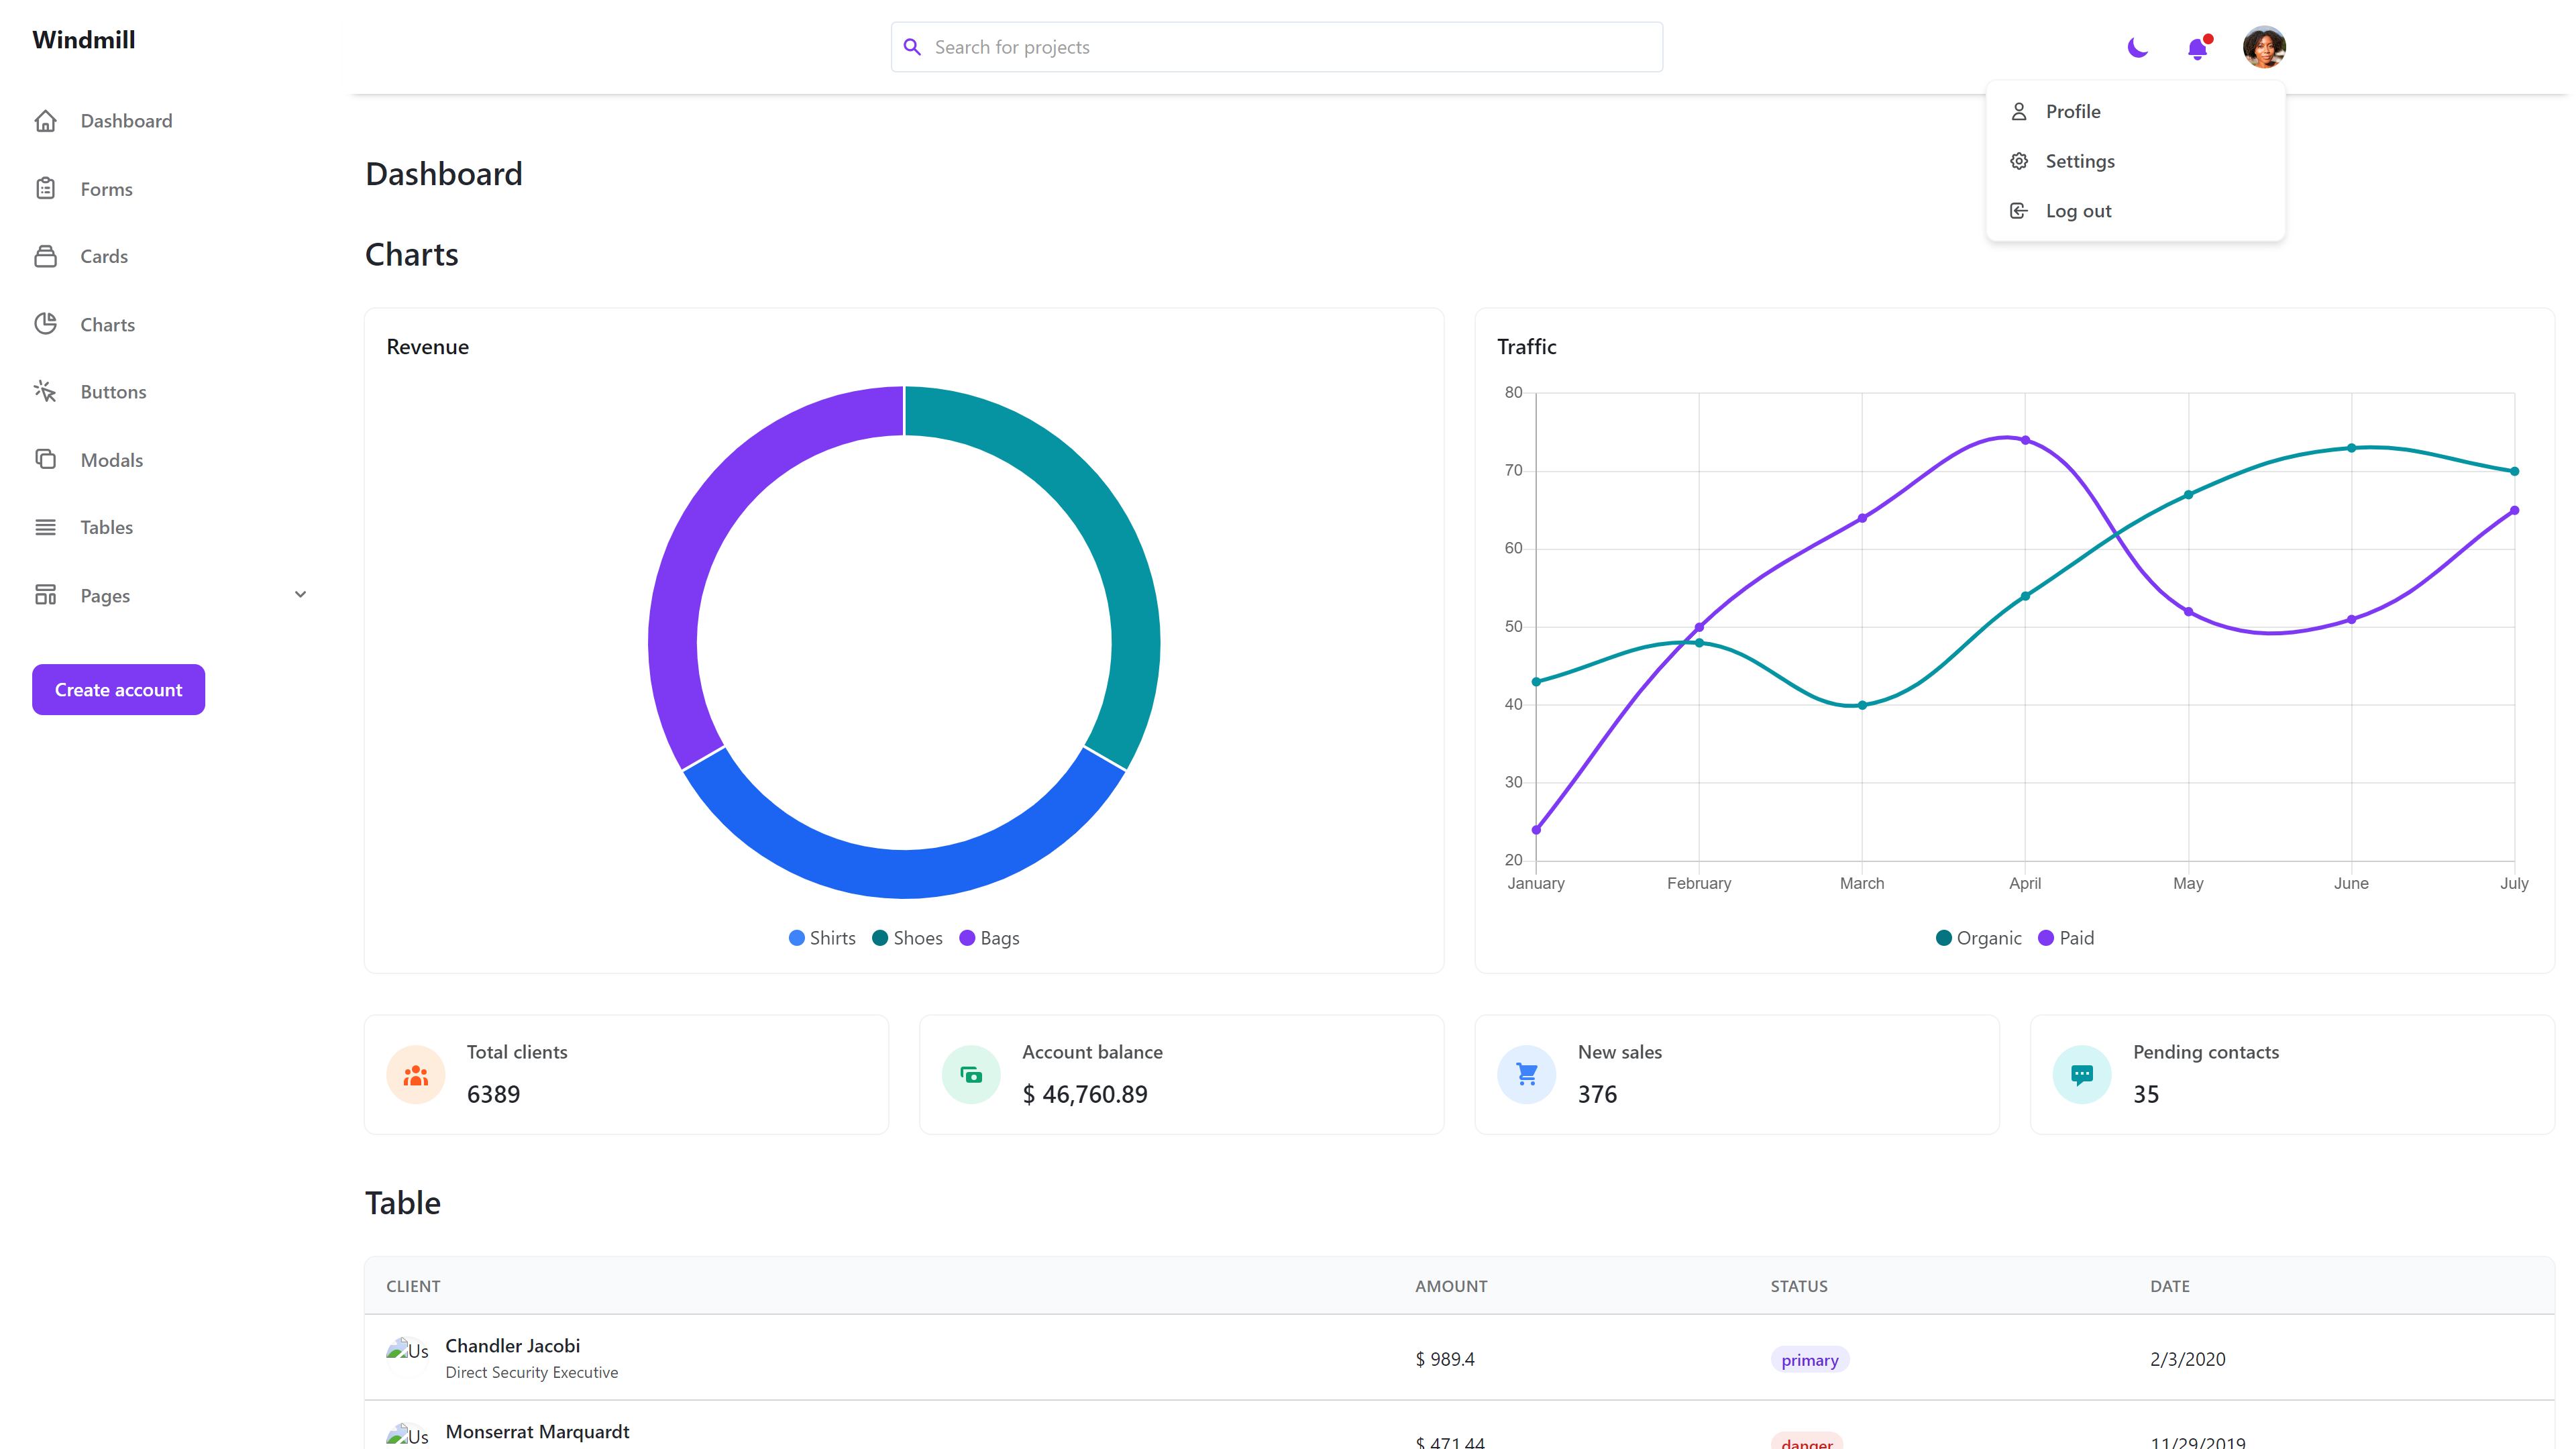 Windmill
Search for projects
Profile
Settings
Log out
Dashboard
Forms
Cards
Charts
Buttons
Modals
Tables
Pages
Create account
Dashboard
Charts
Revenue
Shirts Shoes Bags
Traffic
80
70
60
50
40
30
20
January February March April May June July
Organic Paid
Total clients
6389
Account balance
$ 46,760.89
New sales
376
Pending contacts
35
Table
CLIENT AMOUNT STATUS DATE
Us Chandler Jacobi
Direct Security Executive
$ 989.4 primary 2/3/2020
Us Monserrat Marquardt
$ 471.44 danger 11/29/2019